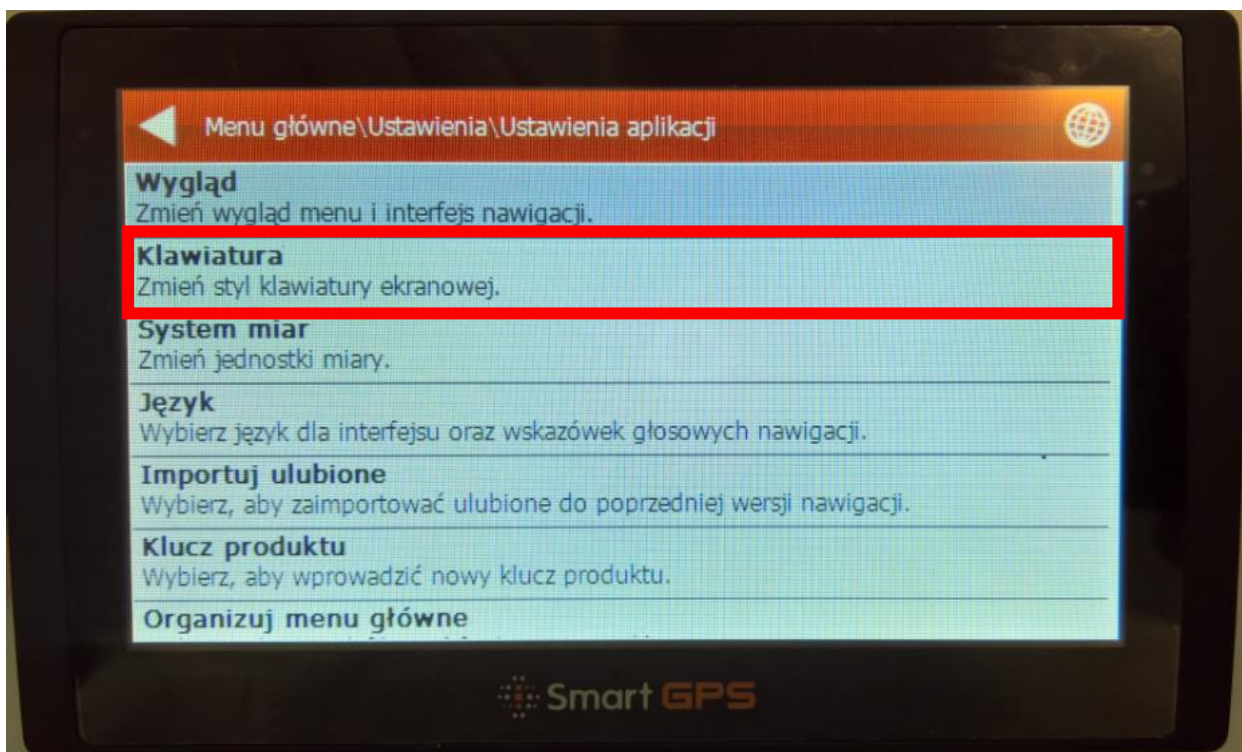 Menu główne\Ustawienia\Ustawienia aplikacji
Wygląd
Zmień wygląd menu i interfejs nawigacji.
Klawiatura
Zmień styl klawiatury ekranowej.
System miar
Zmień jednostki miary.
Język
Wybierz język dla interfejsu oraz wskazówek głosowych nawigacji.
Importuj ulubione
Wybierz, aby zaimportować ulubione do poprzedniej wersji nawigacji.
Klucz produktu
Wybierz, aby wprowadzić nowy klucz produktu.
Organizuj menu główne
Smart GPS